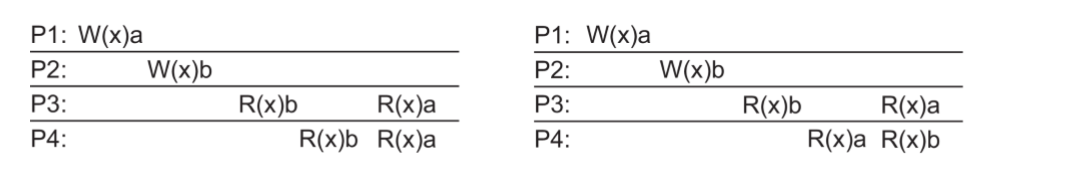 P1: W(x)a
P2: W(x)b
P3: R(x)b R(x)a
P4: R(x)b R(x)a
P1: W(x)a
P2: W(x)b
P3: R(x)b R(x)a
P4: R(x)a R(x)b